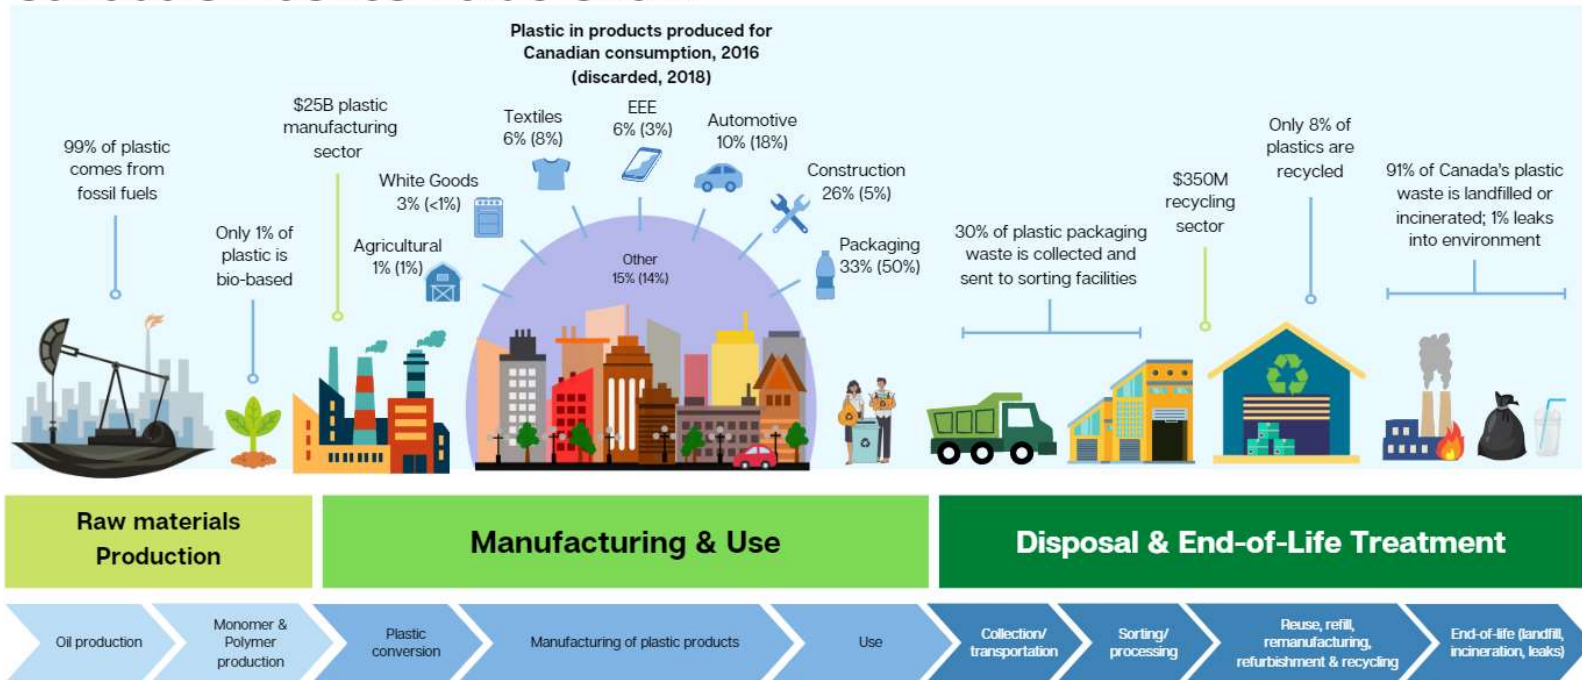 Plastic in products produced for
Canadian consumption, 2016
(discarded, 2018)
99% of plastic
comes from
fossil fuels
Only 1% of
plastic is
bio-based
$25B plastic
manufacturing
sector
Agricultural
1% (1%)
White Goods
3% (<1%)
Textiles
6% (8%)
EEE
6% (3%)
Automotive
10% (18%)
Construction
26% (5%)
Packaging
33% (50%)
Other
15% (14%)
30% of plastic packaging
waste is collected and
sent to sorting facilities
$350M
recycling
sector
Only 8% of
plastics are
recycled
91% of Canada's plastic
waste is landfilled or
incinerated; 1% leaks
into environment
Raw materials
Production
Manufacturing & Use
Disposal & End-of-Life Treatment
Oil production
Monomer &
Polymer
production
Plastic
conversion
Manufacturing of plastic products
Use
Collection/
transportation
Sorting/
processing
Reuse, refill,
remanufacturing,
refurbishment & recycling
End-of-life (landfill,
incineration, leaks)